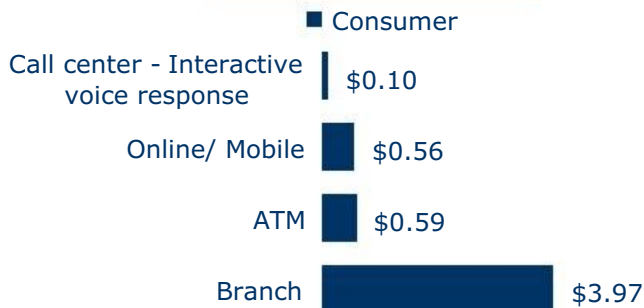 Consumer
Call center - Interactive
voice response
$0.10
Online/ Mobile
$0.56
ATM
$0.59
Branch
$3.97